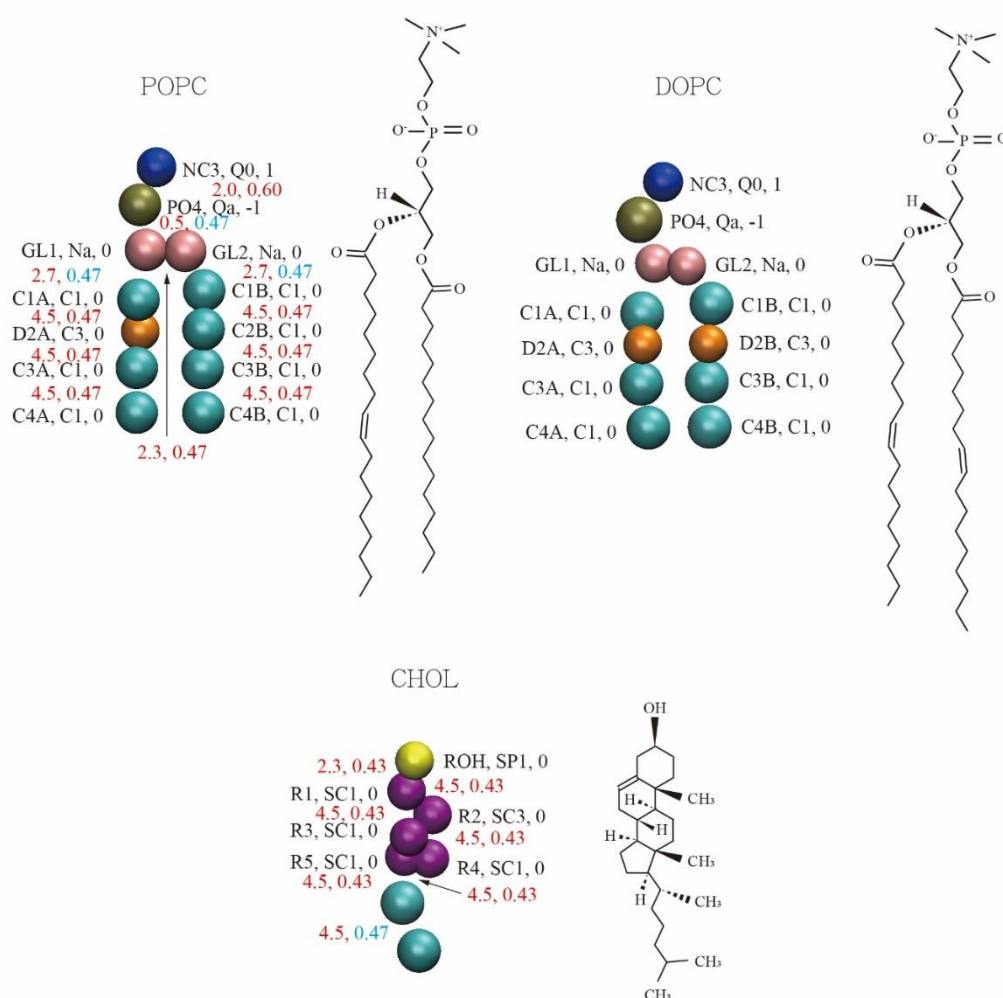 POPC
NC3, Q0, 1
2.0, 0.60
PO4, Qa, -1
0.5, 0.47
GL1, Na, 0
GL2, Na, 0
2.7, 0.47
2.7, 0.47
C1A, C1, 0
C1B, C1, 0
4.5, 0.47
4.5, 0.47
D2A, C3, 0
C2B, C1, 0
4.5, 0.47
4.5, 0.47
C3A, C1, 0
C3B, C1, 0
4.5, 0.47
4.5, 0.47
C4A, C1, 0
C4B, C1, 0
2.3, 0.47
N+
O
O- P O
O
H
O
O
O
O
DOPC
NC3, Q0, 1
PO4, Qa, -1
GL1, Na, 0
GL2, Na, 0
C1A, C1, 0
C1B, C1, 0
D2A, C3, 0
D2B, C3, 0
C3A, C1, 0
C3B, C1, 0
C4A, C1, 0
C4B, C1, 0
N+
O
O- P O
O
H
O
O
O
O
CHOL
ROH, SP1, 0
2.3, 0.43
4.5, 0.43
R1, SC1, 0
4.5, 0.43
R2, SC3, 0
R3, SC1, 0
4.5, 0.43
R5, SC1, 0
R4, SC1, 0
4.5, 0.43
4.5, 0.43
4.5, 0.47
OH
CH3
H
H
H
CH3
H
CH3
CH3
CH3